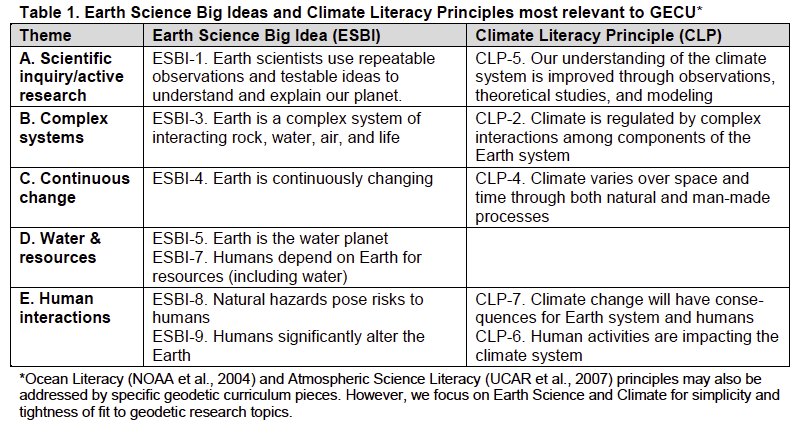 Table 1. Earth Science Big Ideas and Climate Literacy Principles most relevant to GECU*
Theme Earth Science Big Idea (ESBI) Climate Literacy Principle (CLP)
A. Scientific
inquiry/active
research
ESBI-1. Earth scientists use repeatable
observations and testable ideas to
understand and explain our planet.
CLP-5. Our understanding of the climate
system is improved through observations,
theoretical studies, and modeling
B. Complex
systems
ESBI-3. Earth is a complex system of
interacting rock, water, air, and life
CLP-2. Climate is regulated by complex
interactions among components of the
Earth system
C. Continuous
change
ESBI-4. Earth is continuously changing
CLP-4. Climate varies over space and
time through both natural and man-made
processes
D. Water &
resources
ESBI-5. Earth is the water planet
ESBI-7. Humans depend on Earth for
resources (including water)
E. Human
interactions
ESBI-8. Natural hazards pose risks to
humans
ESBI-9. Humans significantly alter the
Earth
CLP-7. Climate change will have conse-
quences for Earth system and humans
CLP-6. Human activities are impacting the
climate system
*Ocean Literacy (NOAA et al., 2004) and Atmospheric Science Literacy (UCAR et al., 2007) principles may also be
addressed by specific geodetic curriculum pieces. However, we focus on Earth Science and Climate for simplicity and
tightness of fit to geodetic research topics.